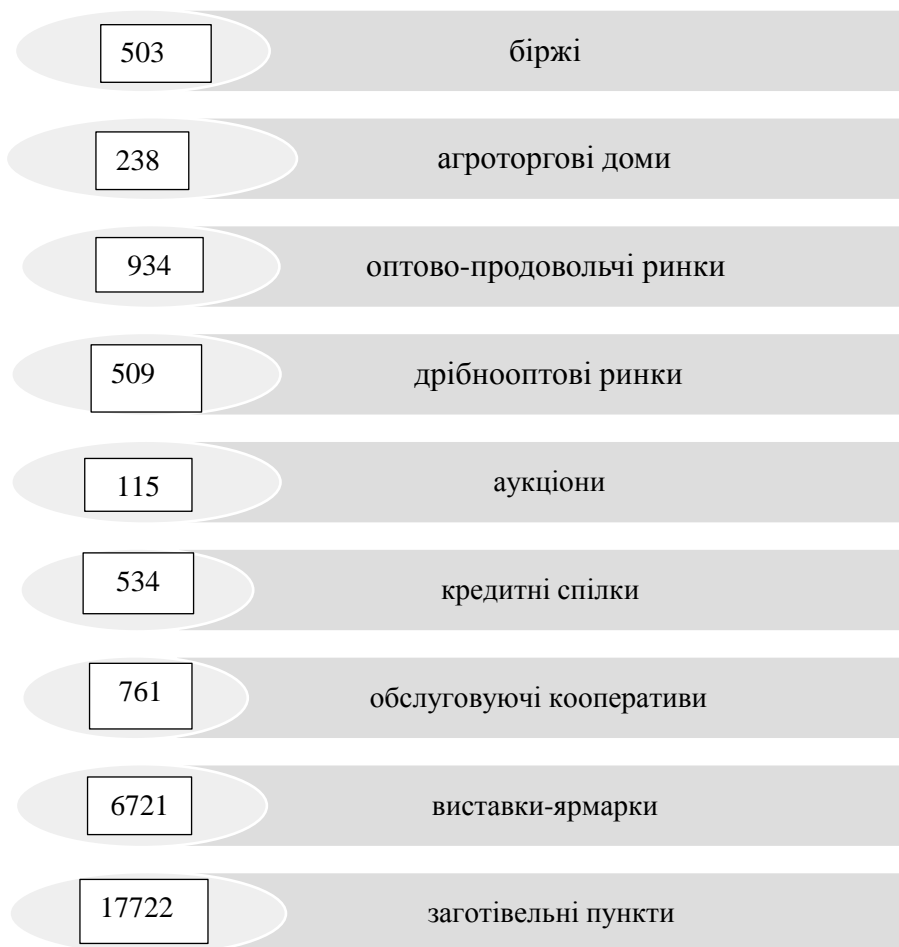 503 біржі
238 агроторгові доми
934 оптово-продовольчі ринки
509 дрібнооптові ринки
115 аукціони
534 кредитні спілки
761 обслуговуючі кооперативи
6721 виставки-ярмарки
17722 заготівельні пункти